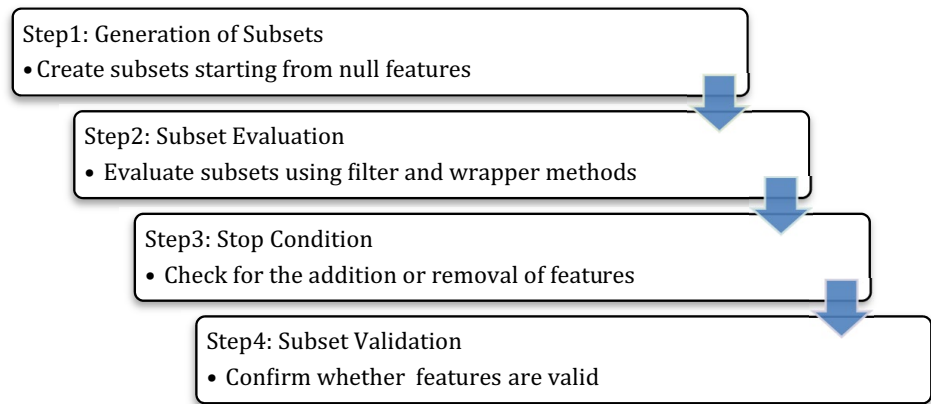 Step1: Generation of Subsets
• Create subsets starting from null features
Step2: Subset Evaluation
• Evaluate subsets using filter and wrapper methods
Step3: Stop Condition
• Check for the addition or removal of features
Step4: Subset Validation
• Confirm whether features are valid